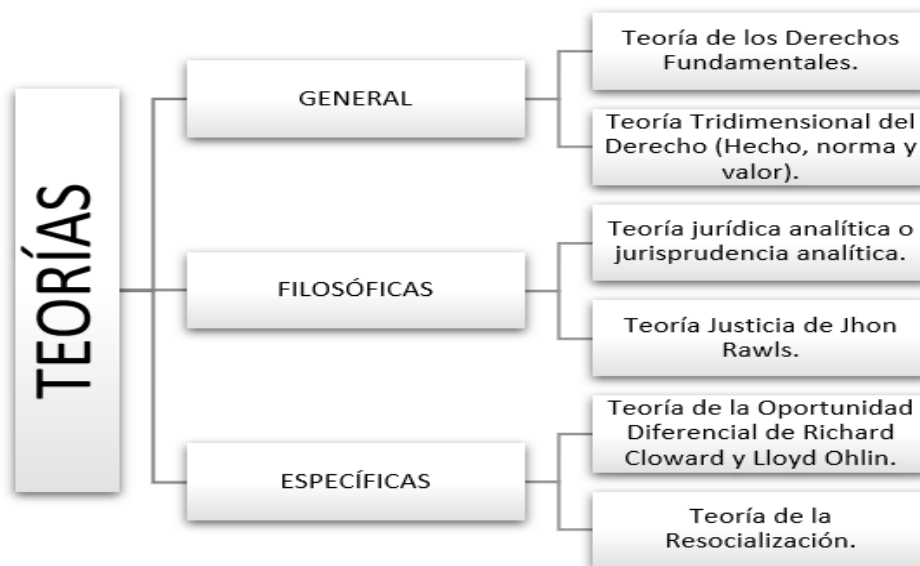 TEORÍAS
GENERAL
Teoría de los Derechos
Fundamentales.
Teoría Tridimensional del
Derecho (Hecho, norma y
valor).
FILOSÓFICAS
Teoría jurídica analítica o
jurisprudencia analítica.
Teoría Justicia de Jhon
Rawls.
ESPECÍFICAS
Teoría de la Oportunidad
Diferencial de Richard
Cloward y Lloyd Ohlin.
Teoría de la
Resocialización.